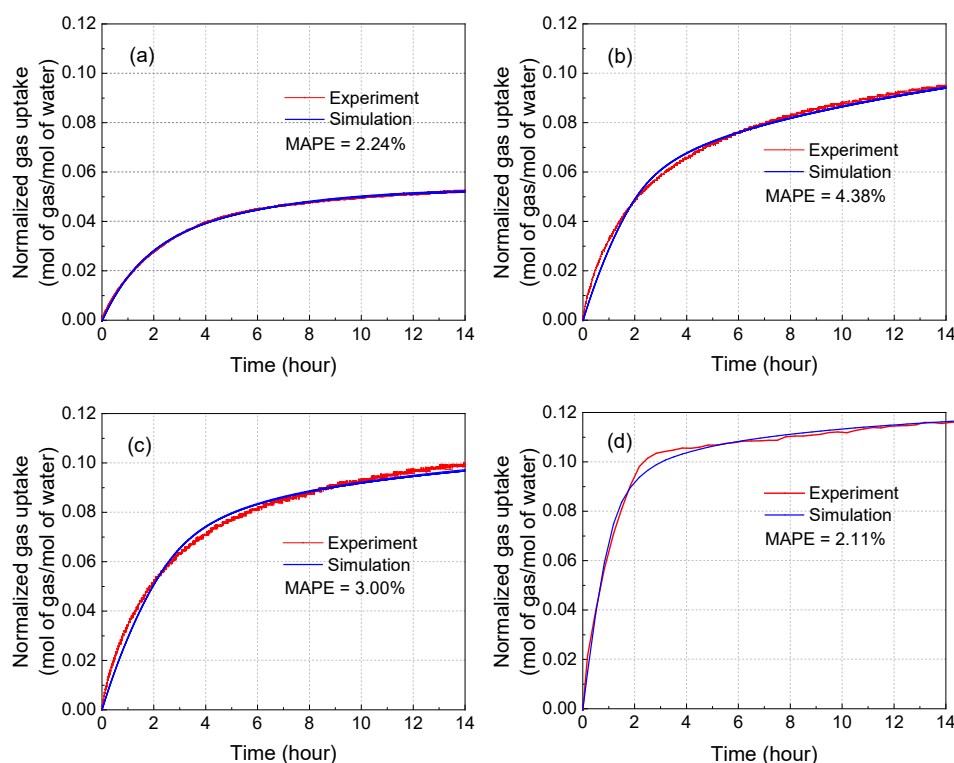 (a)
Normalized gas uptake
(mol of gas/mol of water)
0.12
0.10
0.08
0.06
0.04
0.02
0.00
Experiment
Simulation
MAPE = 2.24%
0 2 4 6 8 10 12 14
Time (hour)
(b)
Normalized gas uptake
(mol of gas/mol of water)
0.12
0.10
0.08
0.06
0.04
0.02
0.00
Experiment
Simulation
MAPE = 4.38%
0 2 4 6 8 10 12 14
Time (hour)
(c)
Normalized gas uptake
(mol of gas/mol of water)
0.12
0.10
0.08
0.06
0.04
0.02
0.00
Experiment
Simulation
MAPE = 3.00%
0 2 4 6 8 10 12 14
Time (hour)
(d)
Normalized gas uptake
(mol of gas/mol of water)
0.12
0.10
0.08
0.06
0.04
0.02
0.00
Experiment
Simulation
MAPE = 2.11%
0 2 4 6 8 10 12 14
Time (hour)